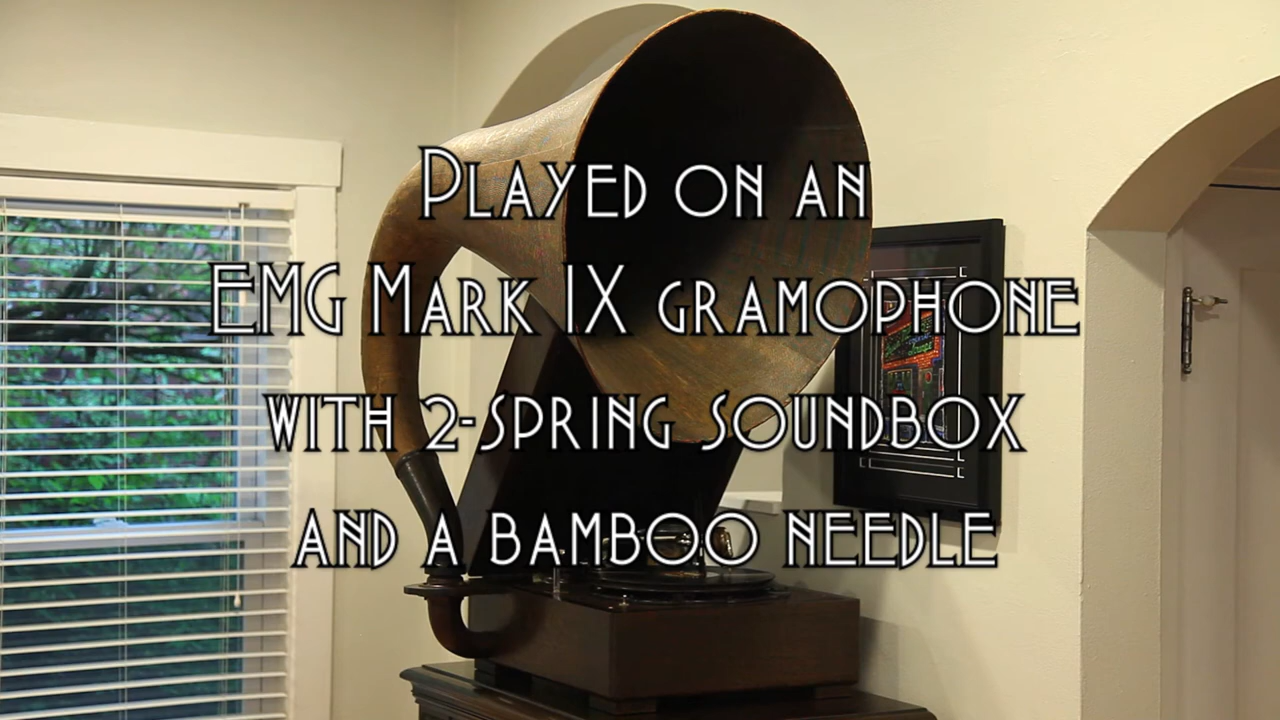 Played on an
EMG Mark IX gramophone
with 2-spring soundbox
and a bamboo needle